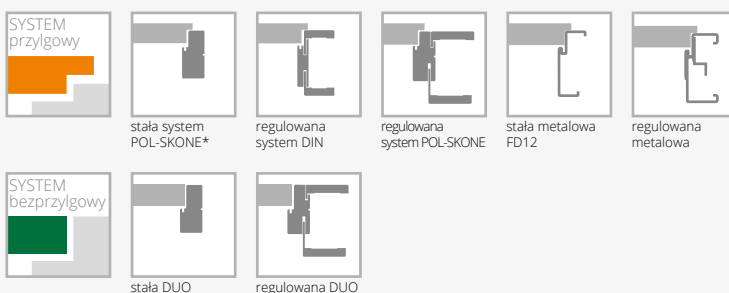 SYSTEM
przylgowy
stała system
POL-SKONE*
regulowana
system DIN
regulowana
system POL-SKONE
stała metalowa
FD12
regulowana
metalowa
SYSTEM
bezprzylgowy
stała DUO
regulowana DUO